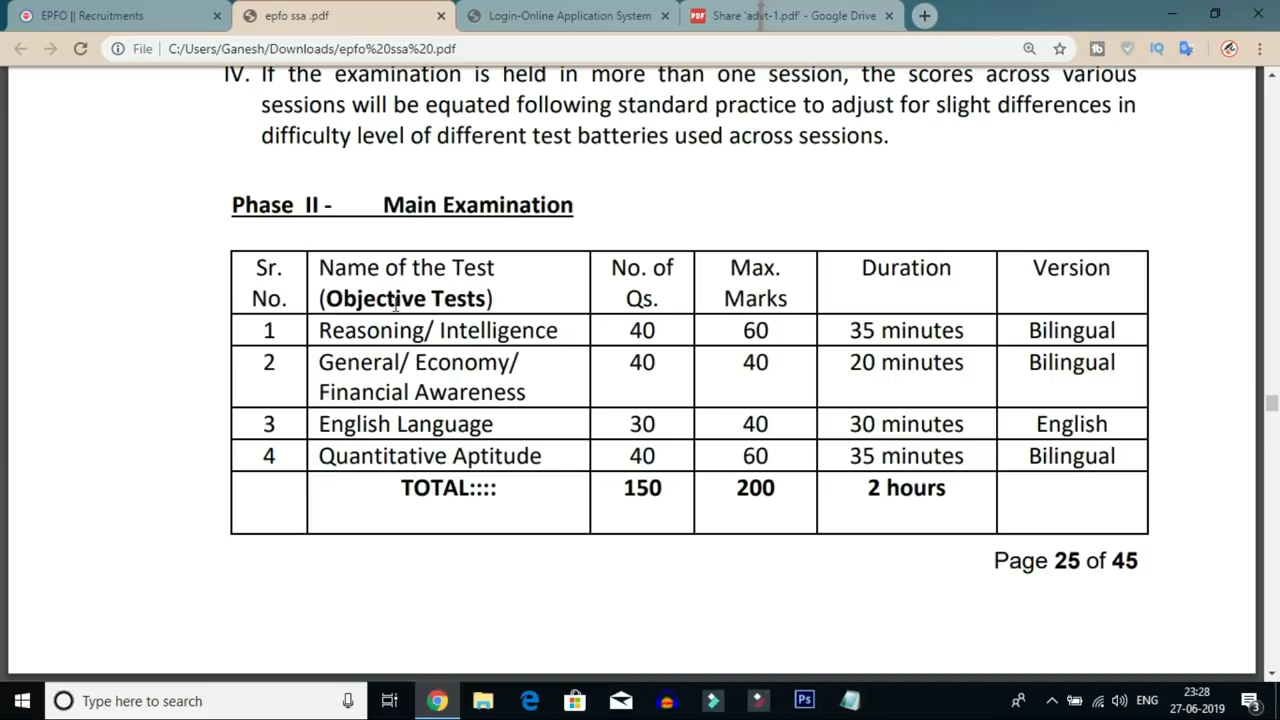 EPFO || Recruitments
epfo ssa .pdf
Login-Online Application System
Share 'advt-1.pdf' - Google Drive
File
C:/Users/Ganesh/Downloads/epfo%20ssa%20.pdf
IV. If the examination is held in more than one session, the scores across various
sessions will be equated following standard practice to adjust for slight differences in
difficulty level of different test batteries used across sessions.
Phase II - Main Examination
Sr. No. Name of the Test (Objective Tests) No. of Qs. Max. Marks Duration Version
1 Reasoning/ Intelligence 40 60 35 minutes Bilingual
2 General/ Economy/ Financial Awareness 40 40 20 minutes Bilingual
3 English Language 30 40 30 minutes English
4 Quantitative Aptitude 40 60 35 minutes Bilingual
TOTAL:::: 150 200 2 hours
Page 25 of 45
Type here to search
ENG
23:28
27-06-2019